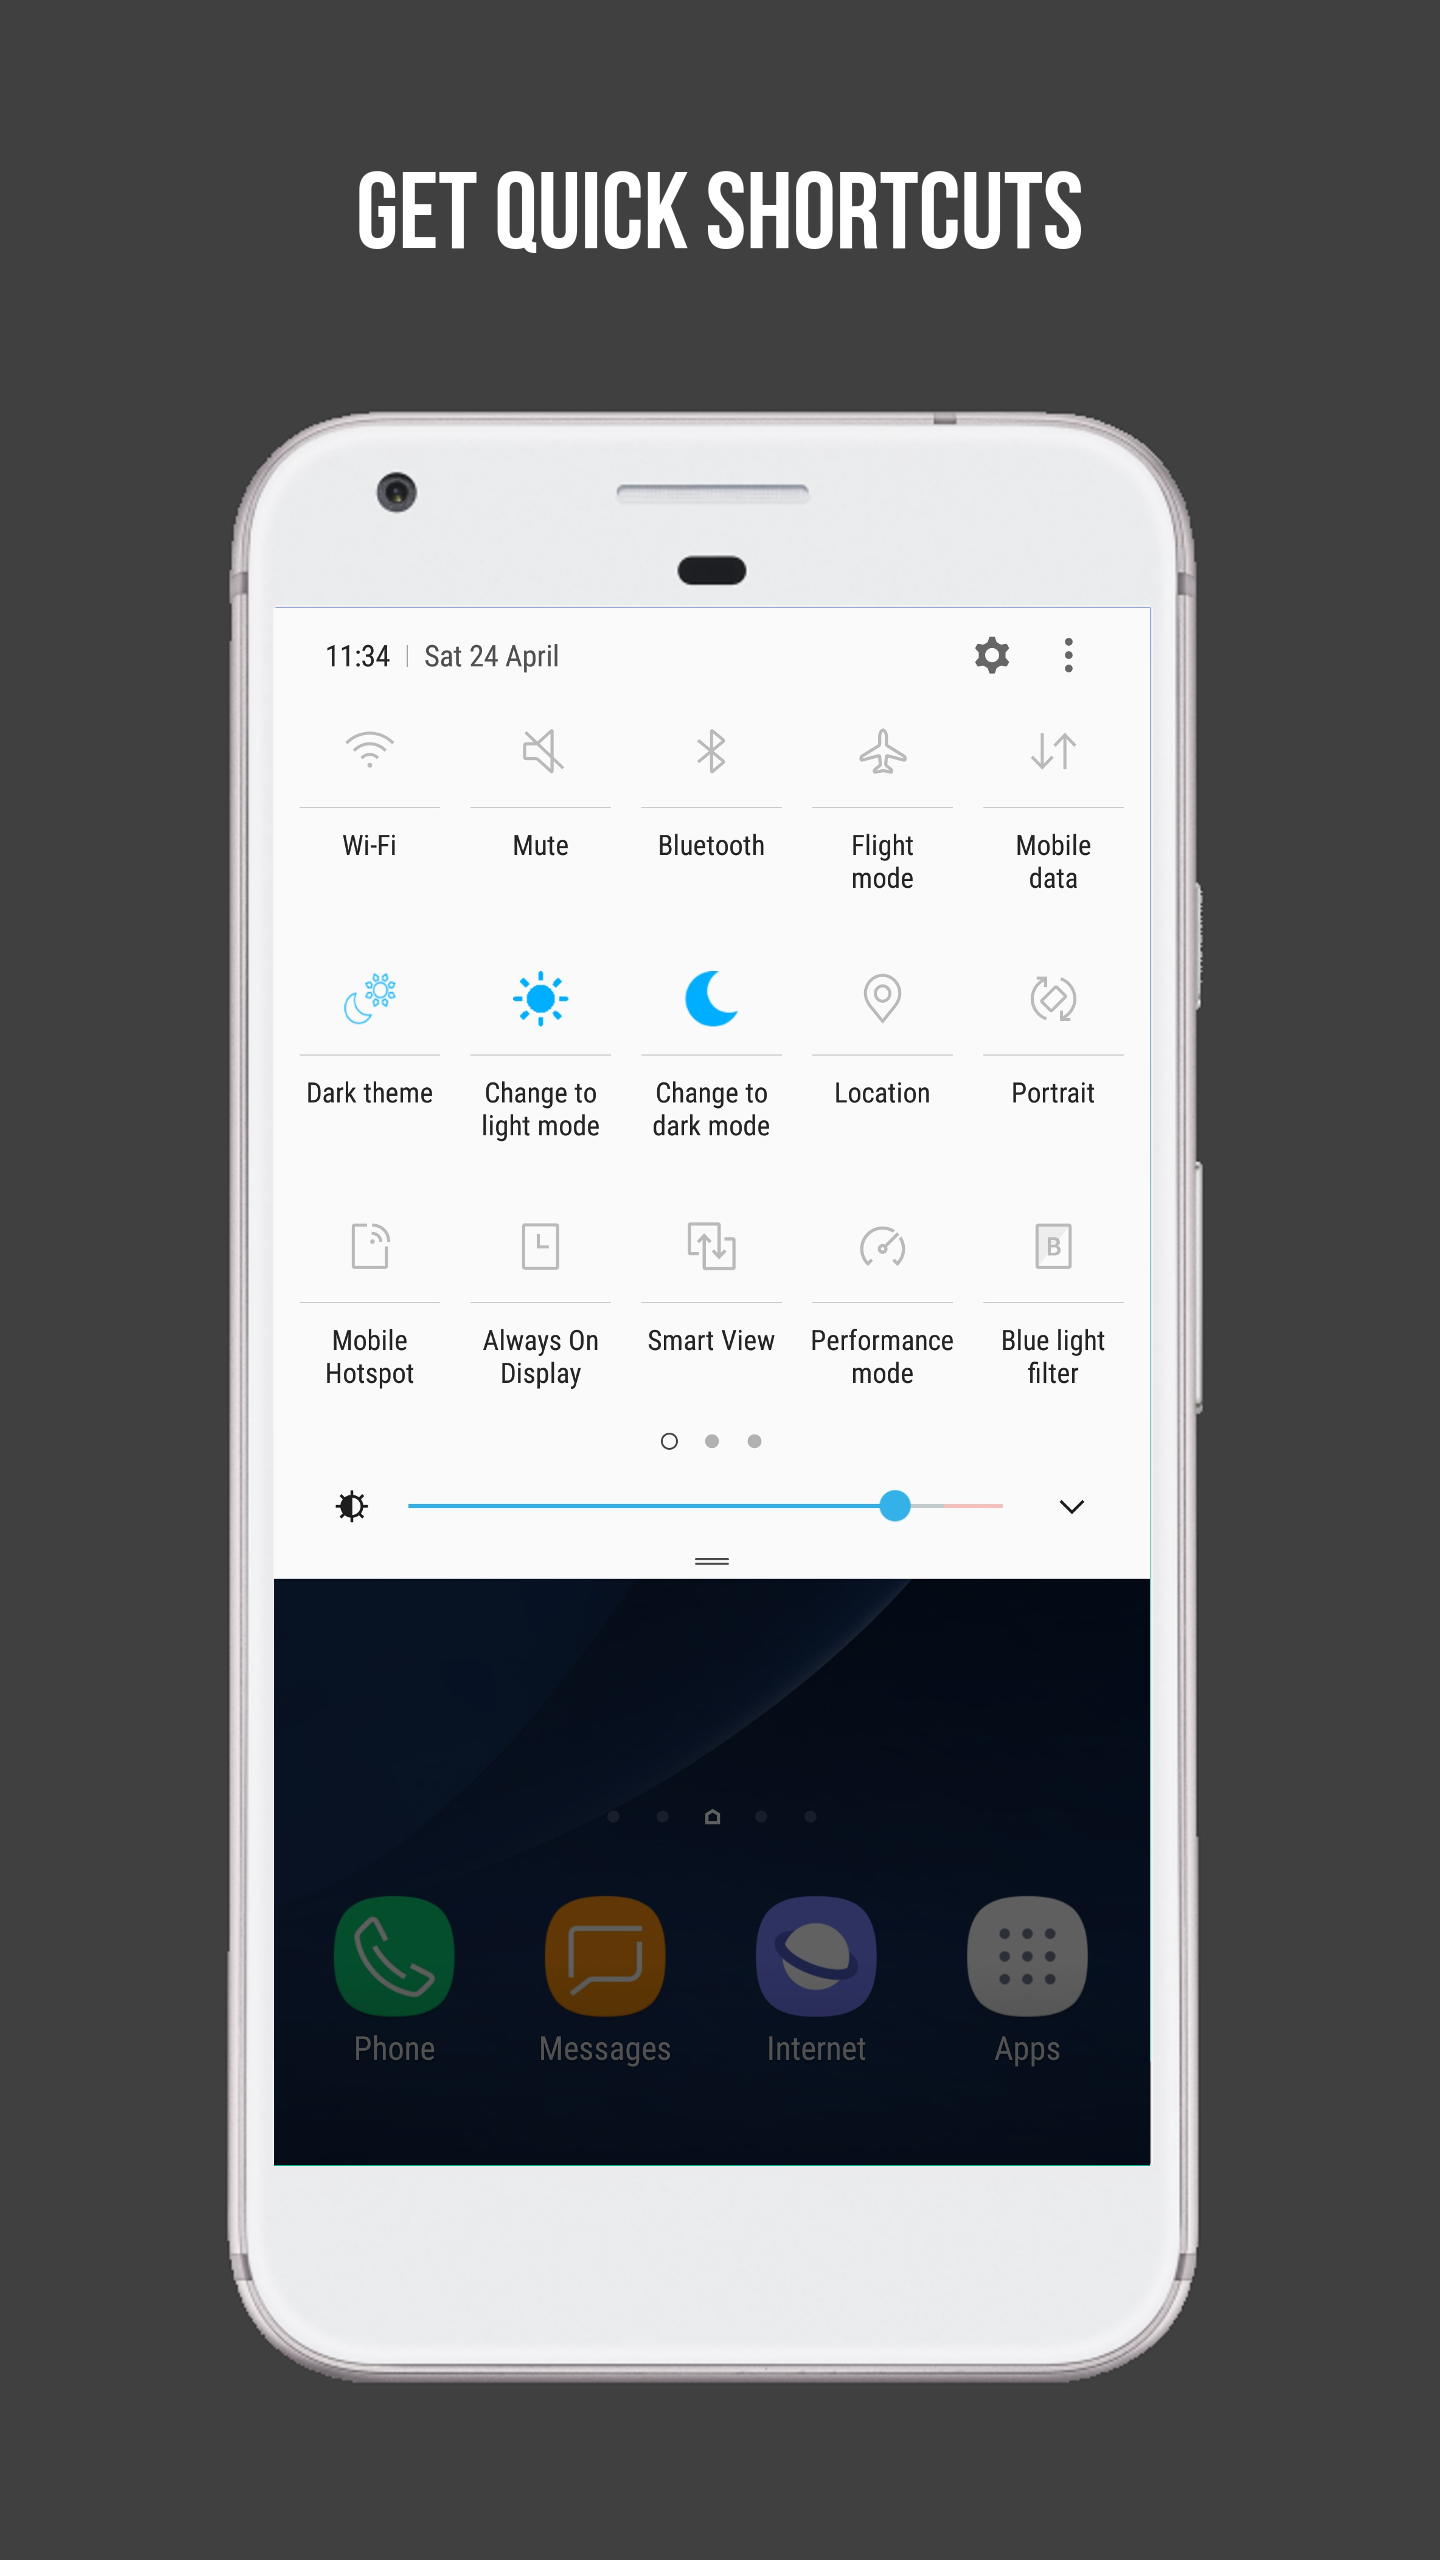 GET QUICK SHORTCUTS
11:34 | Sat 24 April
Wi-Fi
Mute
Bluetooth
Flight
mode
Mobile
data
Dark theme
Change to
light mode
Change to
dark mode
Location
Portrait
Mobile
Hotspot
Always On
Display
Smart View
Performance
mode
B
Blue light
filter
Phone
Messages
Internet
Apps